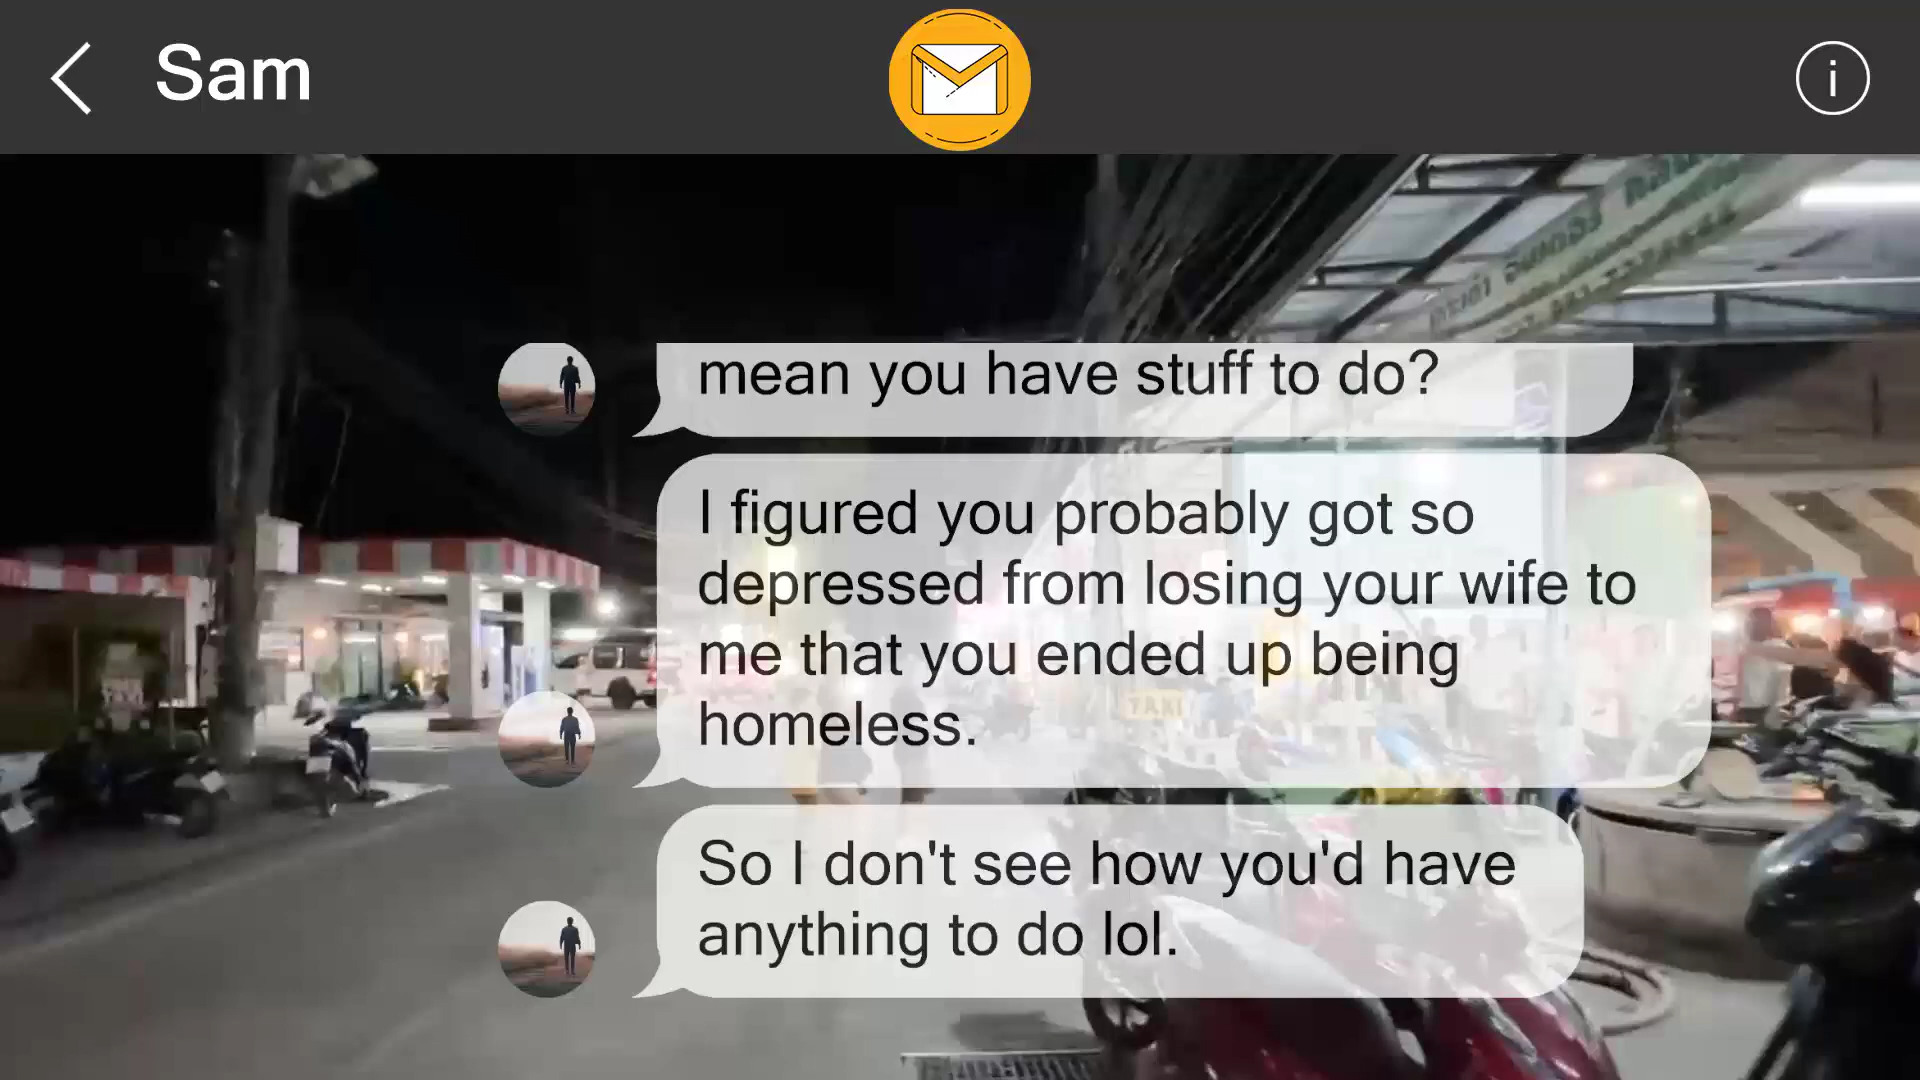 Sam
mean you have stuff to do?
I figured you probably got so
depressed from losing your wife to
me that you ended up being
homeless.
TAXI
So I don't see how you'd have
anything to do lol.